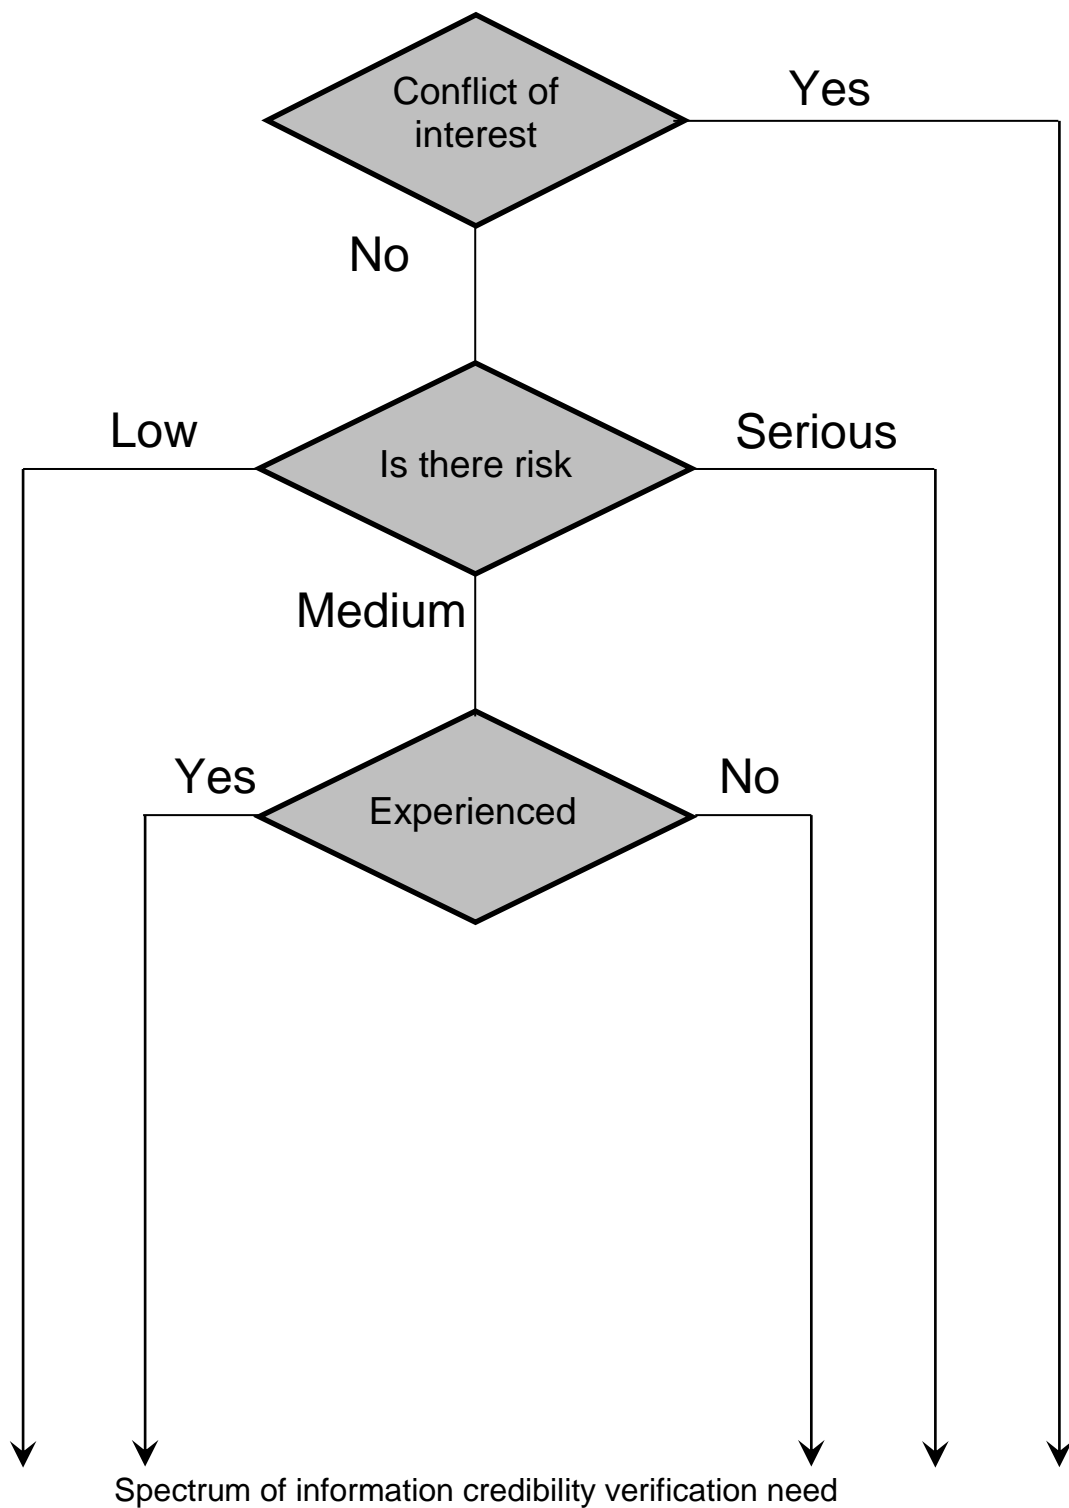 Conflict of
interest
Yes
No
Low
Is there risk
Serious
Medium
Yes
Experienced
No
Spectrum of information credibility verification need